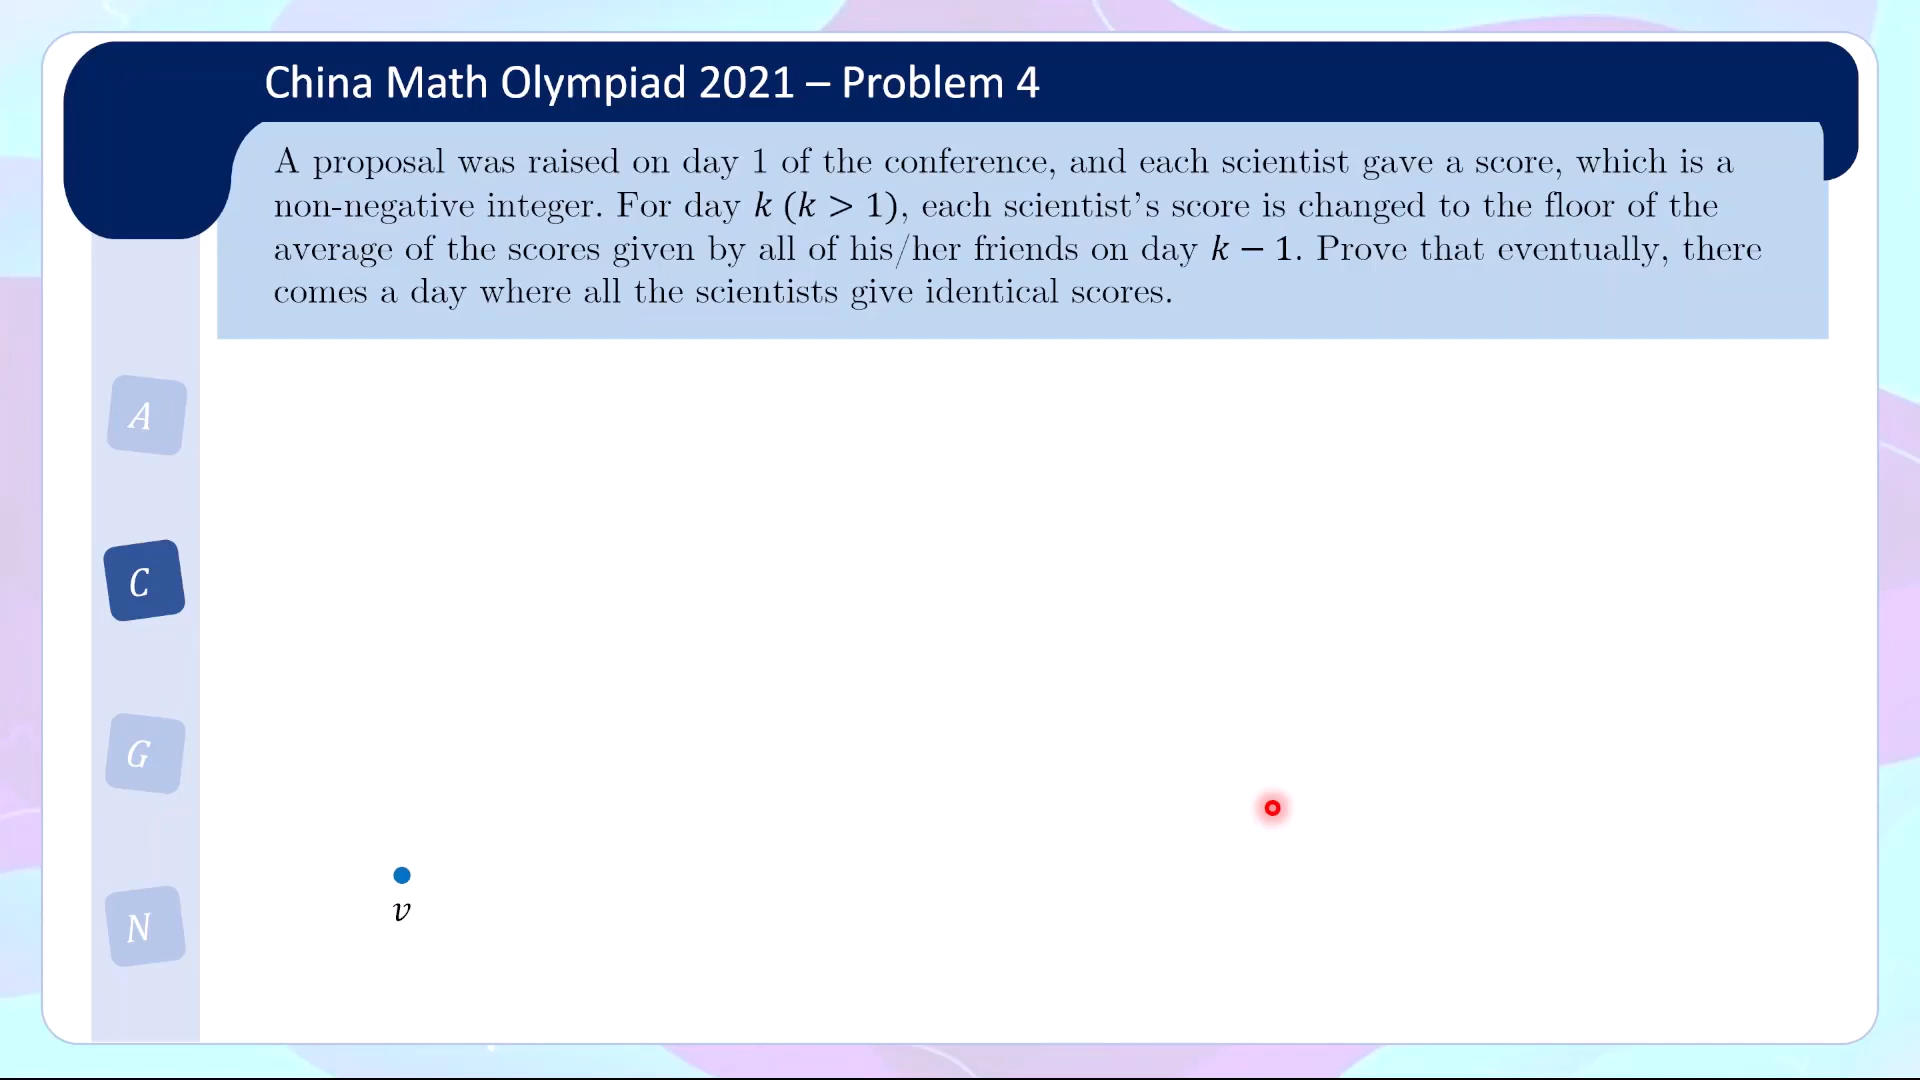 China Math Olympiad 2021 – Problem 4
A proposal was raised on day 1 of the conference, and each scientist gave a score, which is a
non-negative integer. For day k (k > 1), each scientist's score is changed to the floor of the
average of the scores given by all of his/her friends on day k − 1. Prove that eventually, there
comes a day where all the scientists give identical scores.
A
C
G
N
v